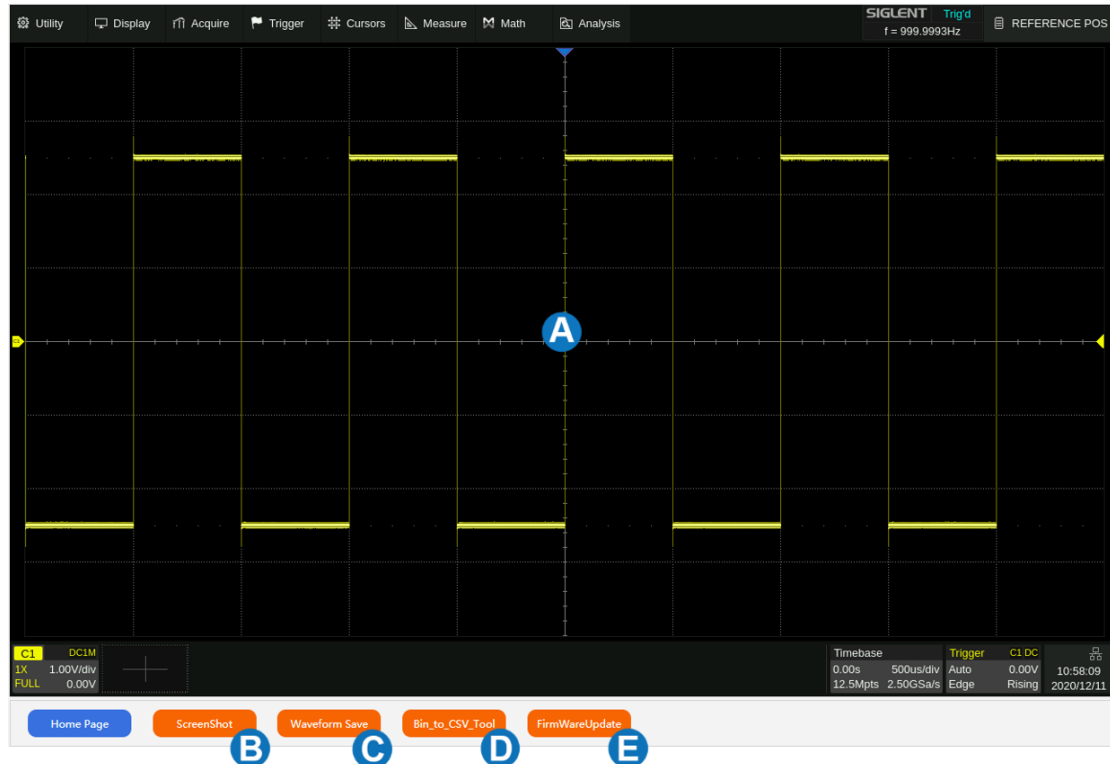 Utility Display Acquire Trigger Cursors Measure Math Analysis
SIGLENT Trig'd
f = 999.9993Hz
REFERENCE POS
A
C1
C1 DC1M
1X 1.00V/div
FULL 0.00V
Timebase
0.00s 500us/div
12.5Mpts 2.50GSa/s
Trigger C1 DC
Auto 0.00V
Edge Rising
10:58:09
2020/12/11
Home Page ScreenShot Waveform Save Bin_to_CSV_Tool FirmWareUpdate
B C D E